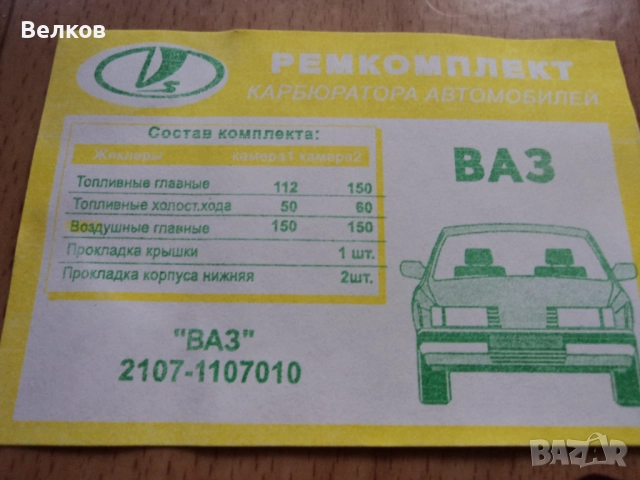 Велков
РЕМКОМПЛЕКТ
КАРБЮРАТОРА АВТОМОБИЛЕЙ
Состав комплекта:
Жиклеры камера1 камера2
Топливные главные 112 150
Топливные холост.хода 50 60
Воздушные главные 150 150
Прокладка крышки 1 шт.
Прокладка корпуса нижняя 2шт.
ВАЗ
"ВАЗ"
2107-1107010
BAZAR